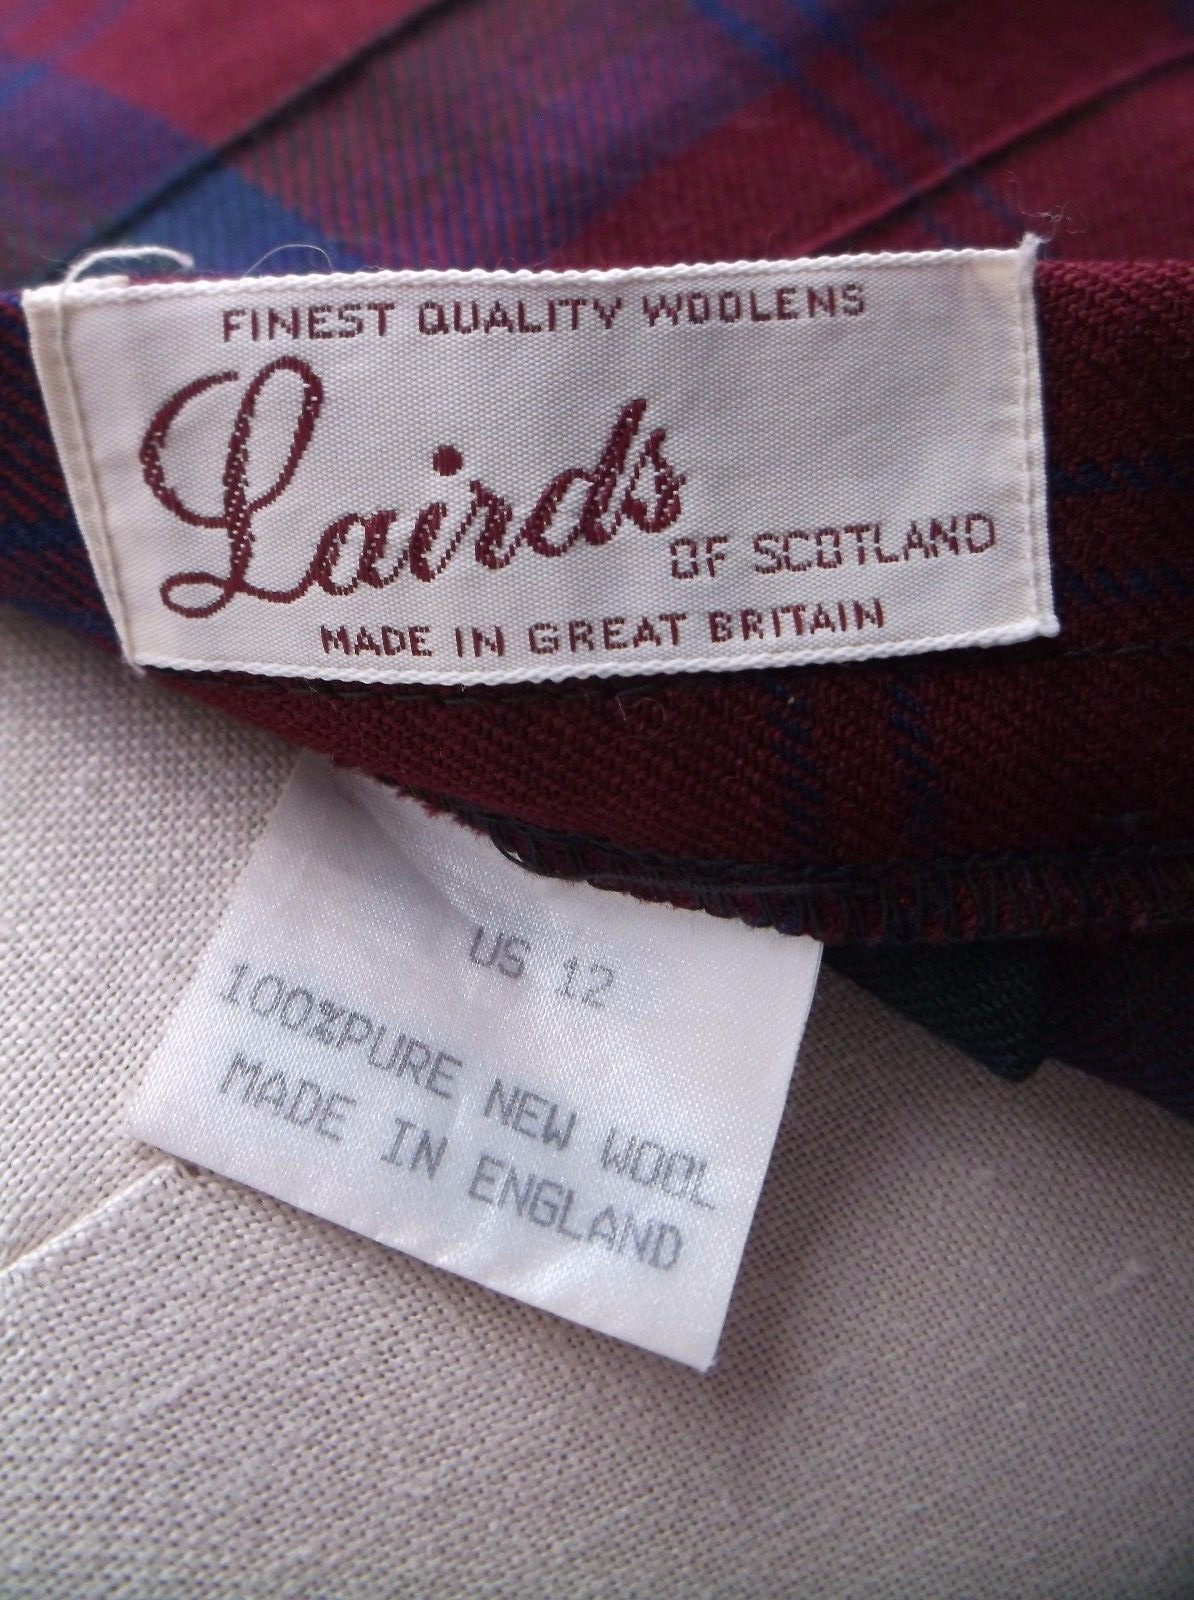 FINEST QUALITY WOOLENS
Lairds
OF SCOTLAND
MADE IN GREAT BRITAIN
US 12
100%PURE NEW WOOL
MADE IN ENGLAND